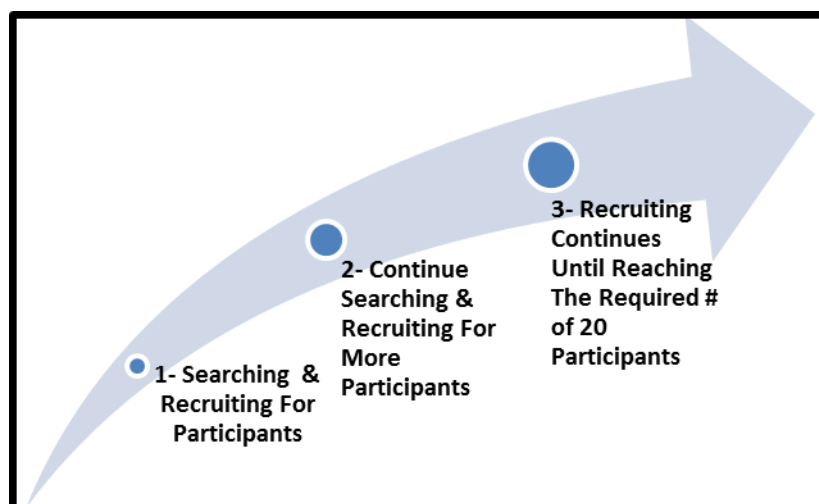 1- Searching &
Recruiting For
Participants
2- Continue
Searching &
Recruiting For
More
Participants
3- Recruiting
Continues
Until Reaching
The Required #
of 20
Participants